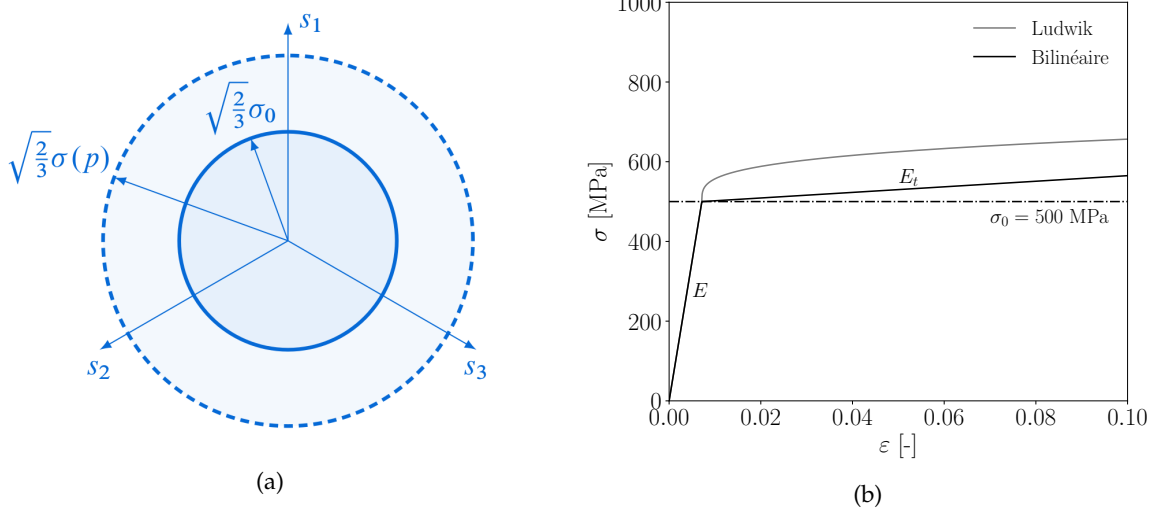 s₁
√(2/3) σ₀
√(2/3) σ(p)
s₂
s₃
(a)
1000
800
600
400
200
0
σ [MPa]
Ludwik
Bilinéaire
E_t
σ₀ = 500 MPa
E
0.00 0.02 0.04 0.06 0.08 0.10
ε [-]
(b)